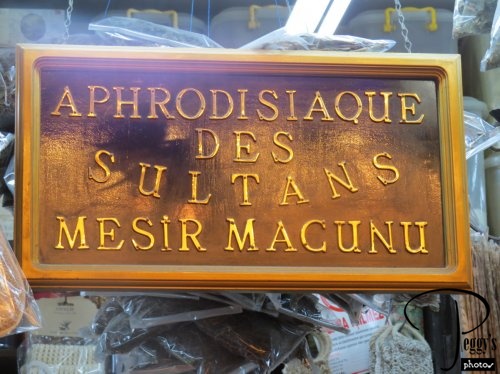 APHRODISIAQUE
DES
SULTANS
MESİR MACUNU
Peggy's
photos